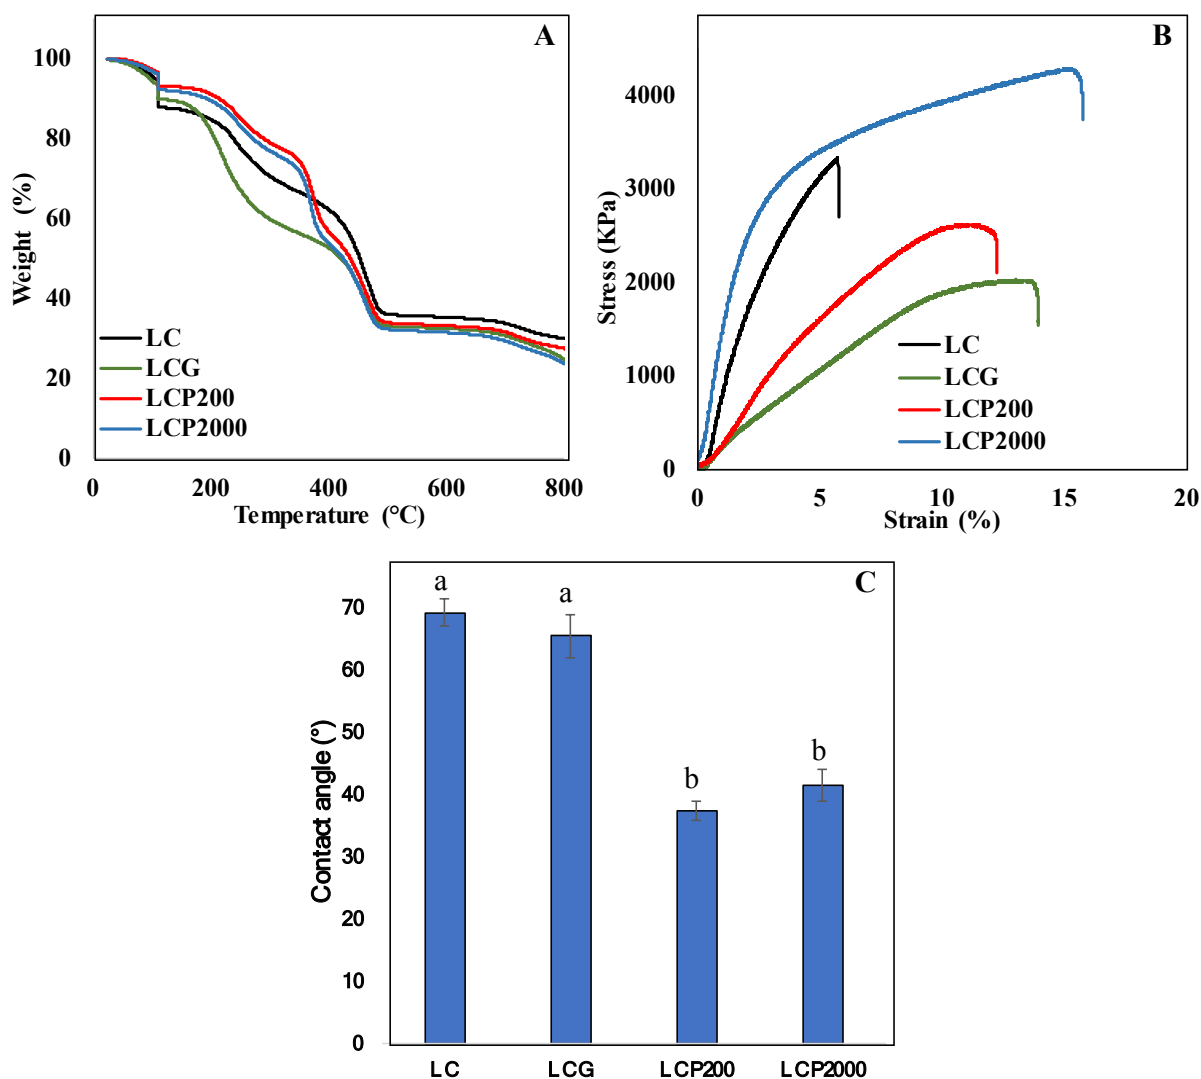 A
100
80
60
40
20
0
Weight (%)
LC
LCG
LCP200
LCP2000
0 200 400 600 800
Temperature (°C)
B
4000
3000
2000
1000
0
Stress (KPa)
LC
LCG
LCP200
LCP2000
0 5 10 15 20
Strain (%)
C
70
60
50
40
30
20
10
0
Contact angle (°)
a a b b
LC LCG LCP200 LCP2000